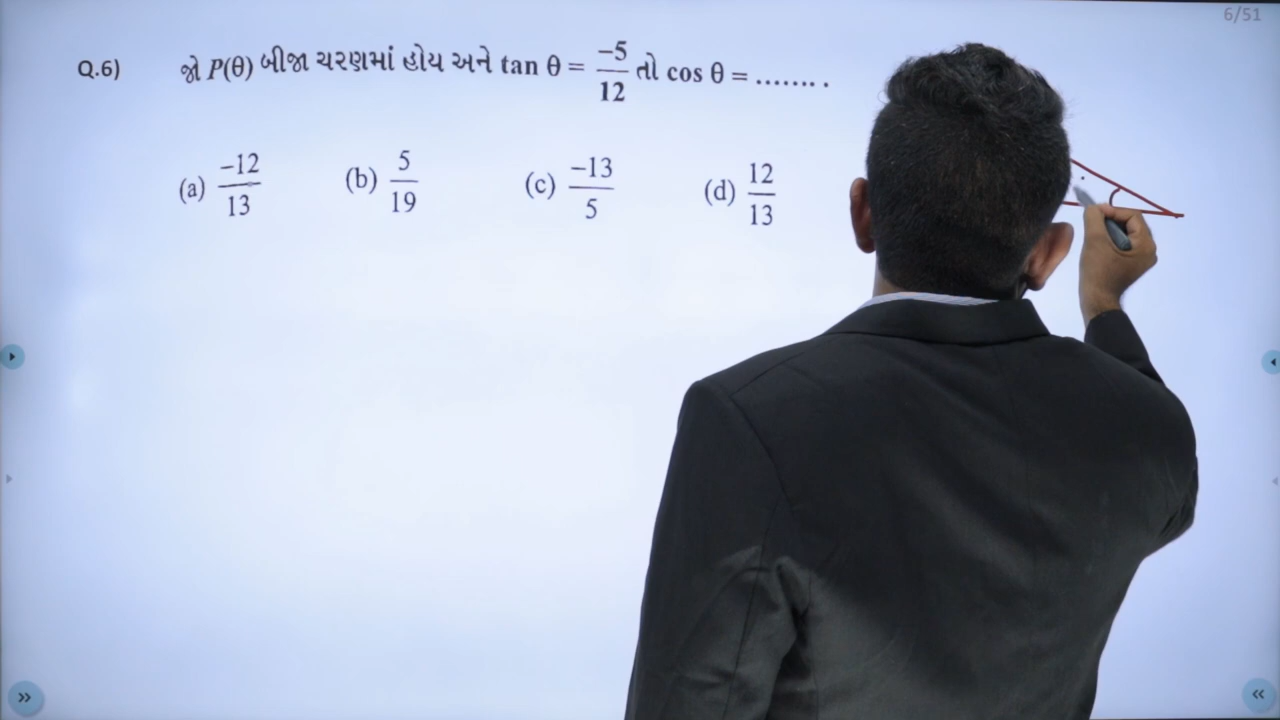 6/51
Q.6) જો P(θ) બીજા ચરણમાં હોય અને tan θ = −5/12 તો cos θ = ........ .
(a) −12/13 (b) 5/19 (c) −13/5 (d) 12/13